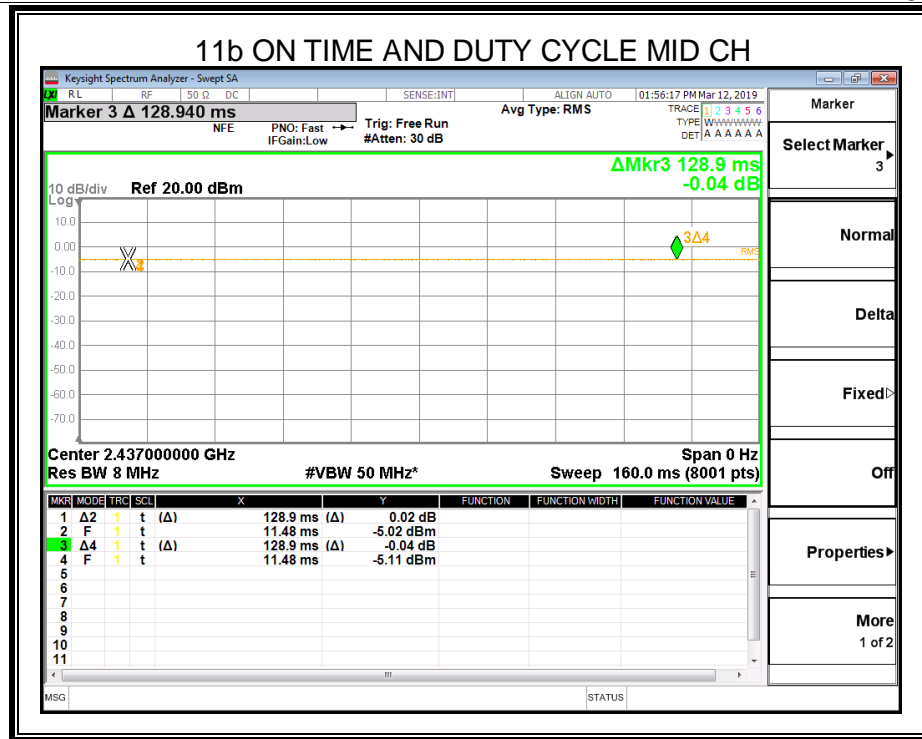 11b ON TIME AND DUTY CYCLE MID CH
Keysight Spectrum Analyzer - Swept SA
RL RF 50 Ω DC SENSE:INT ALIGN AUTO 01:56:17 PM Mar 12, 2019
Marker 3 Δ 128.940 ms
NFE
PNO: Fast
IFGain:Low
Trig: Free Run
#Atten: 30 dB
Avg Type: RMS
TRACE 1 2 3 4 5 6
TYPE WWWWWW
DET A A A A A A
ΔMkr3 128.9 ms
-0.04 dB
10 dB/div Ref 20.00 dBm
Log
10.0
0.00
-10.0
-20.0
-30.0
-40.0
-50.0
-60.0
-70.0
2
3Δ4
RMS
Center 2.437000000 GHz Span 0 Hz
Res BW 8 MHz #VBW 50 MHz* Sweep 160.0 ms (8001 pts)
MKR MODE TRC SCL X Y FUNCTION FUNCTION WIDTH FUNCTION VALUE
1 Δ2 1 t (Δ) 128.9 ms (Δ) 0.02 dB
2 F 1 t 11.48 ms -5.02 dBm
3 Δ4 1 t (Δ) 128.9 ms (Δ) -0.04 dB
4 F 1 t 11.48 ms -5.11 dBm
5
6
7
8
9
10
11
MSG STATUS
Marker
Select Marker
3
Normal
Delta
Fixed
Off
Properties
More
1 of 2